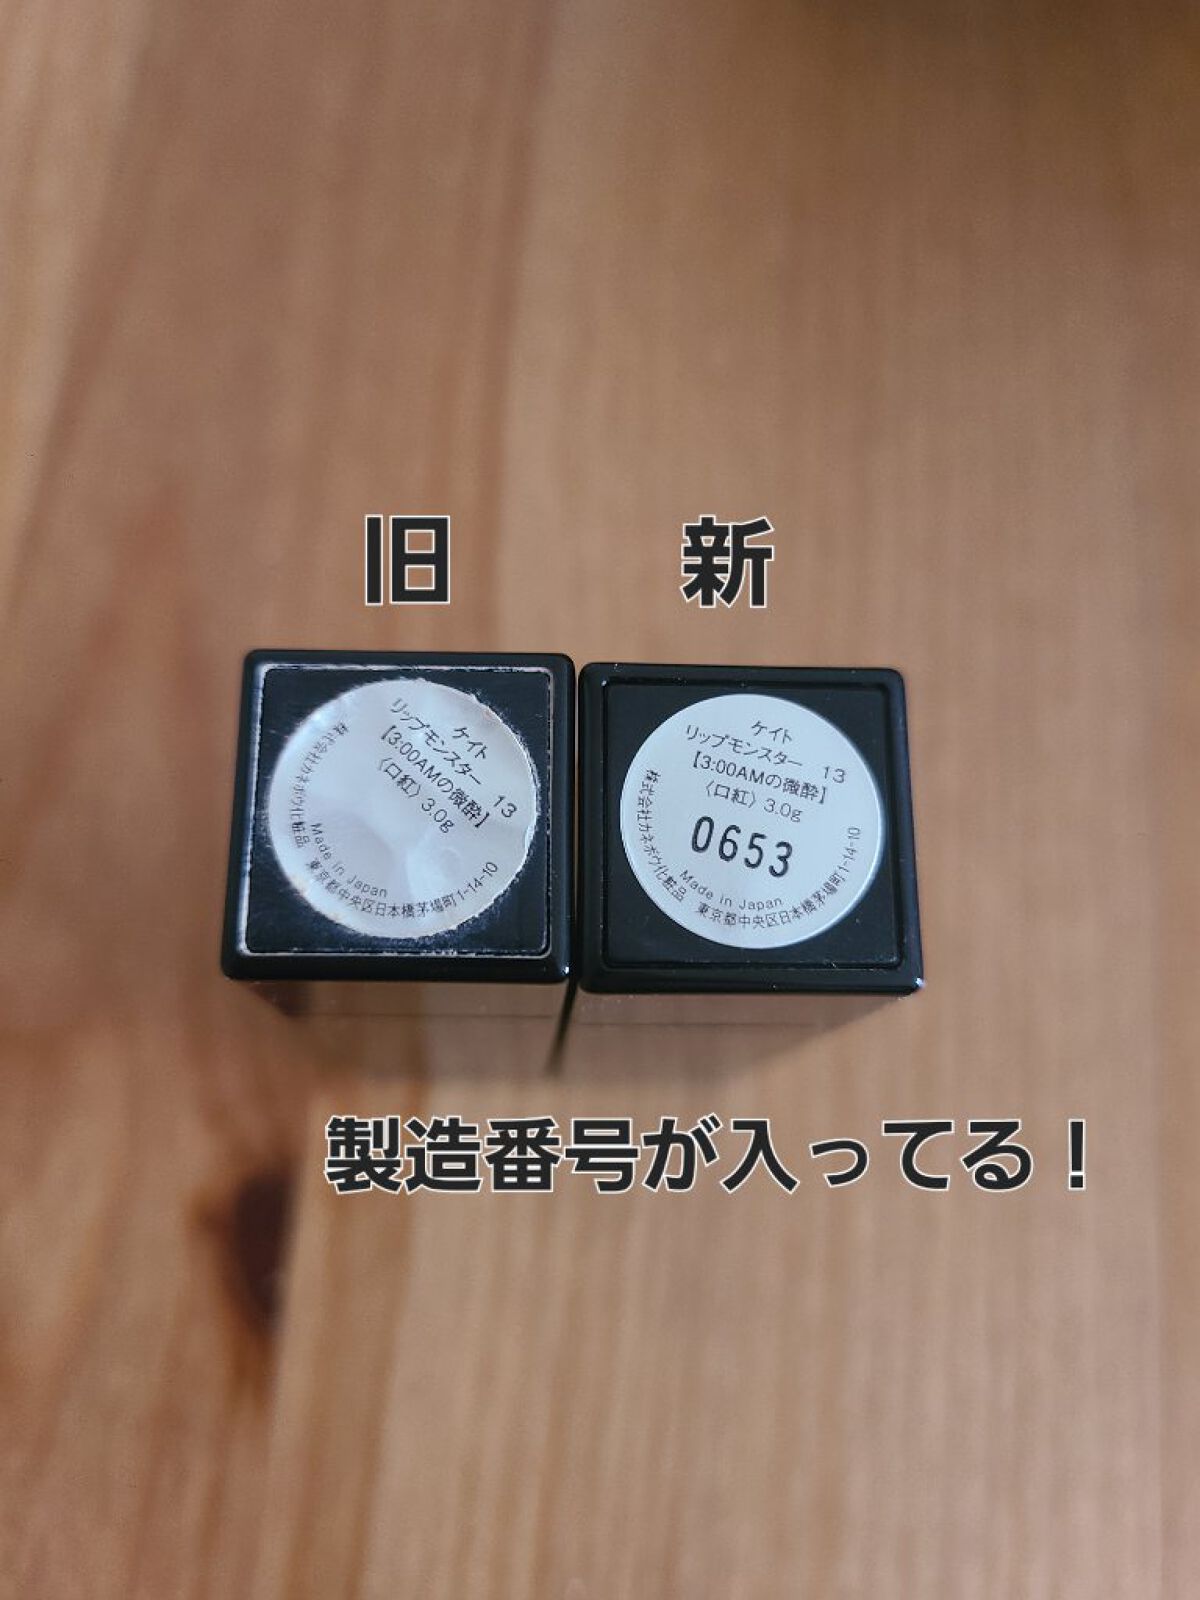 旧
新
ケイト
リップモンスター 13
【3:00AMの微酔】
〈口紅〉3.0g
Made in Japan
株式会社カネボウ化粧品 東京都中央区日本橋茅場町1-14-10
ケイト
リップモンスター 13
【3:00AMの微酔】
〈口紅〉3.0g
0653
Made in Japan
株式会社カネボウ化粧品 東京都中央区日本橋茅場町1-14-10
製造番号が入ってる！